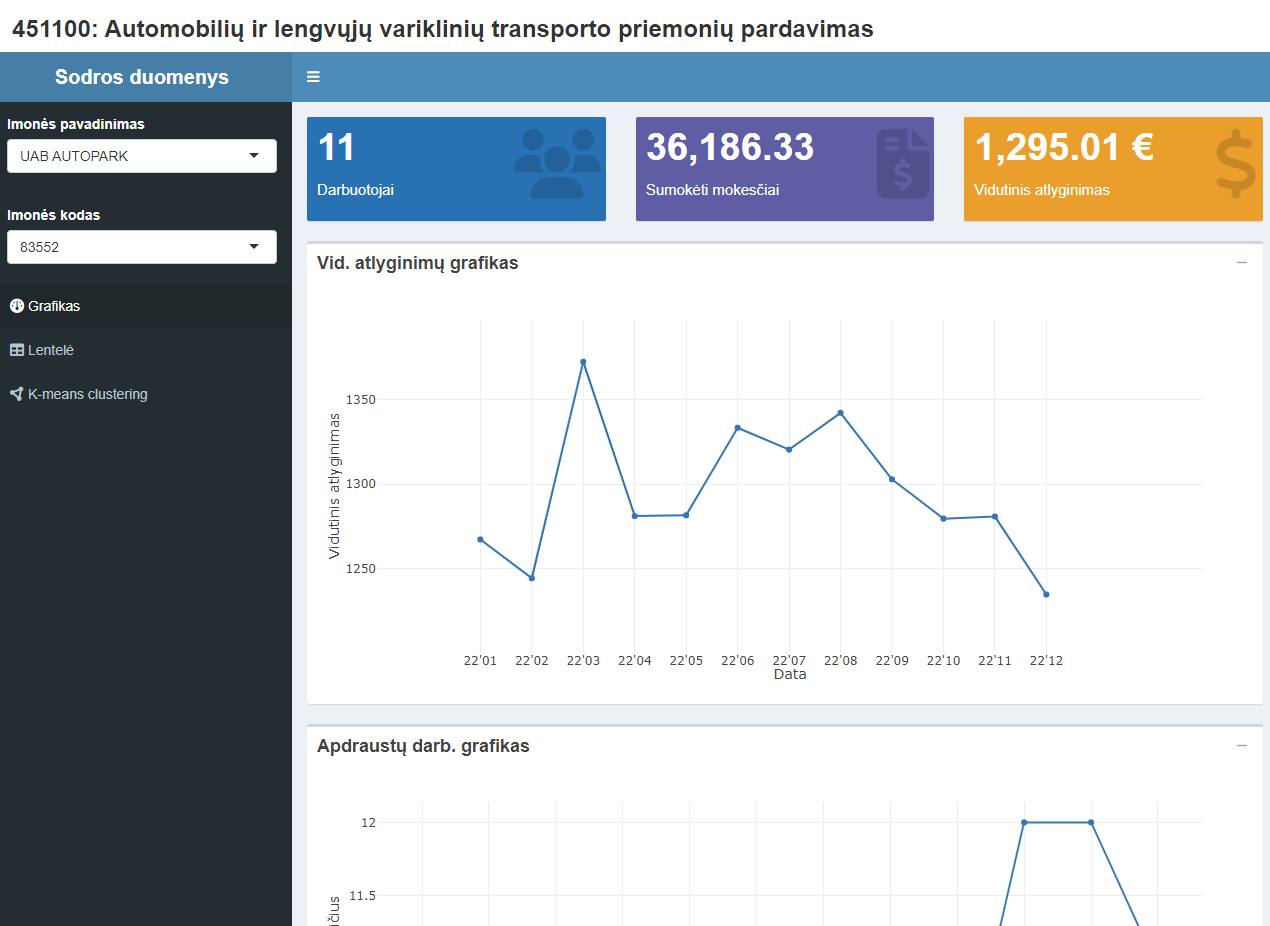 451100: Automobilių ir lengvųjų variklinių transporto priemonių pardavimas
Sodros duomenys
Imonės pavadinimas
UAB AUTOPARK
Imonės kodas
83552
Grafikas
Lentelė
K-means clustering
11
Darbuotojai
36,186.33
Sumokėti mokesčiai
1,295.01 €
Vidutinis atlyginimas
Vid. atlyginimų grafikas
1350
1300
1250
Vidutinis atlyginimas
22'01 22'02 22'03 22'04 22'05 22'06 22'07 22'08 22'09 22'10 22'11 22'12
Data
Apdraustų darb. grafikas
12
11.5